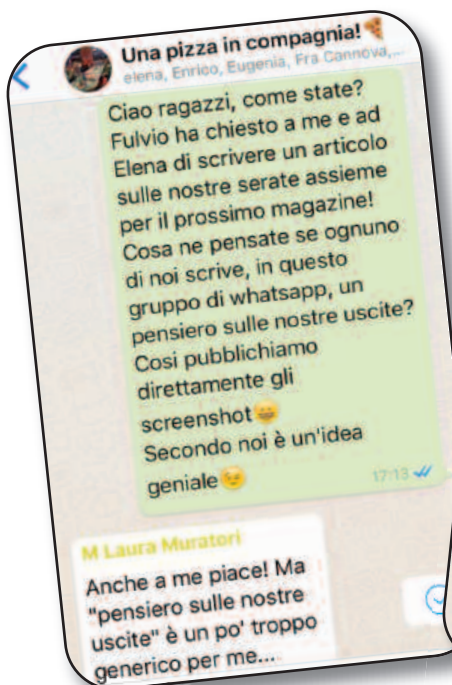 Una pizza in compagnia!🍕
elena, Enrico, Eugenia, Fra Cannova,...
Ciao ragazzi, come state?
Fulvio ha chiesto a me e ad
Elena di scrivere un articolo
sulle nostre serate assieme
per il prossimo magazine!
Cosa ne pensate se ognuno
di noi scrive, in questo
gruppo di whatsapp, un
pensiero sulle nostre uscite?
Cosi pubblichiamo
direttamente gli
screenshot😄
Secondo noi è un'idea
geniale😉
17:13
M Laura Muratori
Anche a me piace! Ma
"pensiero sulle nostre
uscite" è un po' troppo
generico per me...